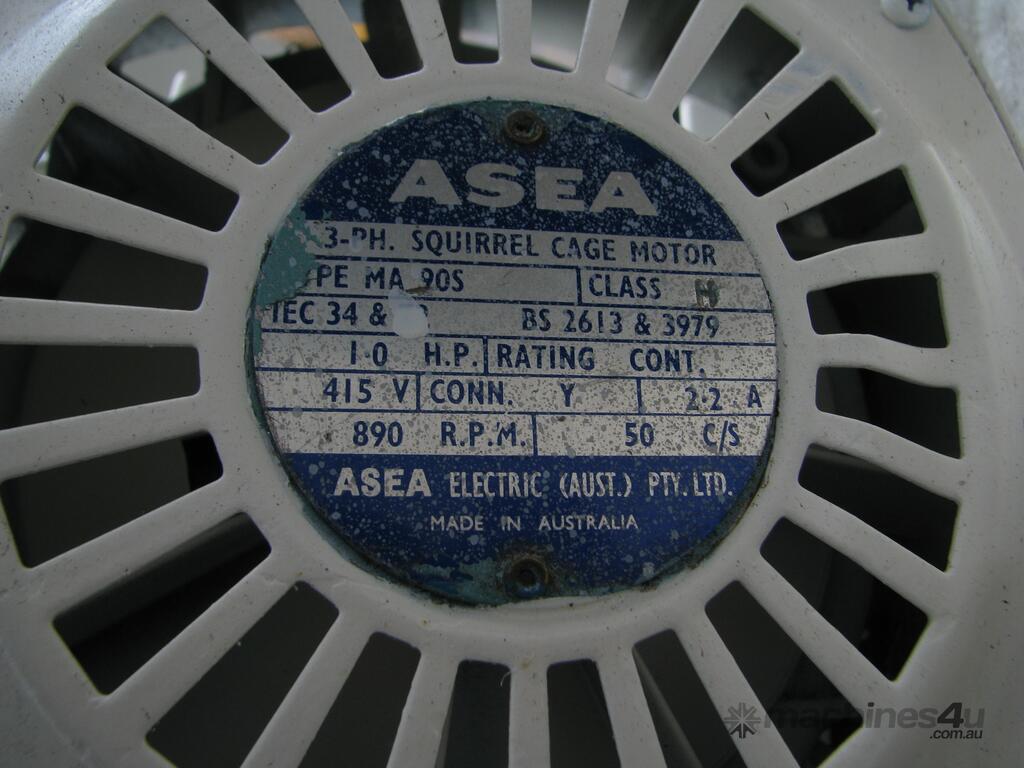 ASEA
3-PH. SQUIRREL CAGE MOTOR
PE MA 90S CLASS H
IEC 34 & BS 2613 & 3979
1·0 H.P. RATING CONT.
415 V CONN. Y 2·2 A
890 R.P.M. 50 C/S
ASEA ELECTRIC (AUST.) PTY. LTD.
MADE IN AUSTRALIA
machines4u
.com.au